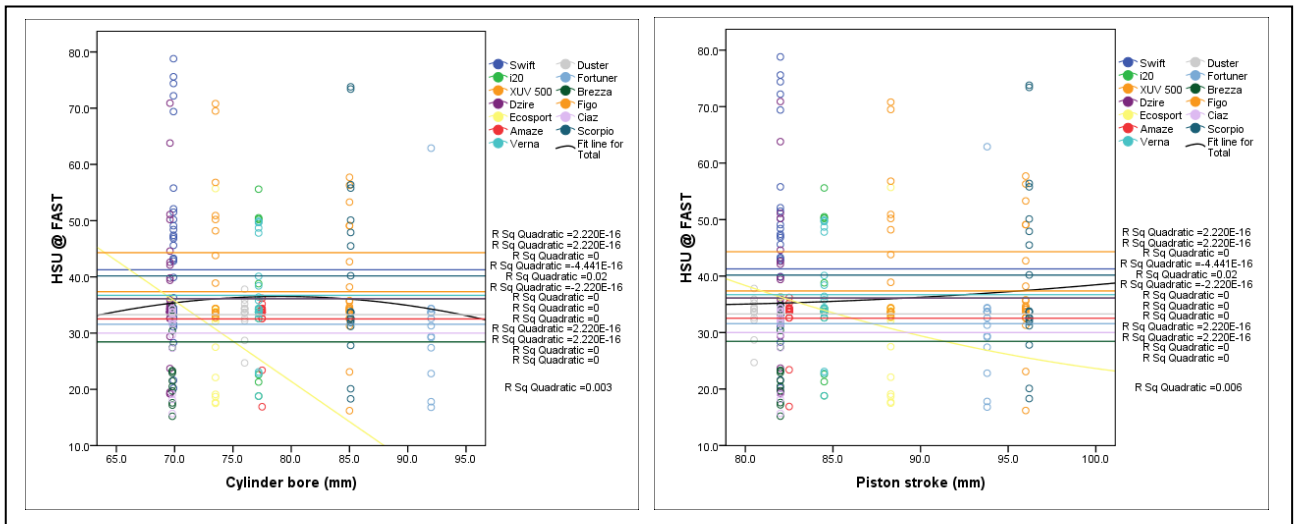 HSU @ FAST
80.0
70.0
60.0
50.0
40.0
30.0
20.0
10.0
65.0 70.0 75.0 80.0 85.0 90.0 95.0
Cylinder bore (mm)
Swift
i20
XUV 500
Dzire
Ecosport
Amaze
Verna
Duster
Fortuner
Brezza
Figo
Ciaz
Scorpio
Fit line for
Total
R Sq Quadratic =2.220E-16
R Sq Quadratic =2.220E-16
R Sq Quadratic =0
R Sq Quadratic =-4.441E-16
R Sq Quadratic =0.02
R Sq Quadratic =-2.220E-16
R Sq Quadratic =0
R Sq Quadratic =0
R Sq Quadratic =0
R Sq Quadratic =2.220E-16
R Sq Quadratic =2.220E-16
R Sq Quadratic =0
R Sq Quadratic =0
R Sq Quadratic =0.003
HSU @ FAST
80.0
70.0
60.0
50.0
40.0
30.0
20.0
10.0
80.0 85.0 90.0 95.0 100.0
Piston stroke (mm)
Swift
i20
XUV 500
Dzire
Ecosport
Amaze
Verna
Duster
Fortuner
Brezza
Figo
Ciaz
Scorpio
Fit line for
Total
R Sq Quadratic =2.220E-16
R Sq Quadratic =2.220E-16
R Sq Quadratic =0
R Sq Quadratic =-4.441E-16
R Sq Quadratic =0.02
R Sq Quadratic =-2.220E-16
R Sq Quadratic =0
R Sq Quadratic =0
R Sq Quadratic =0
R Sq Quadratic =2.220E-16
R Sq Quadratic =2.220E-16
R Sq Quadratic =0
R Sq Quadratic =0
R Sq Quadratic =0.006